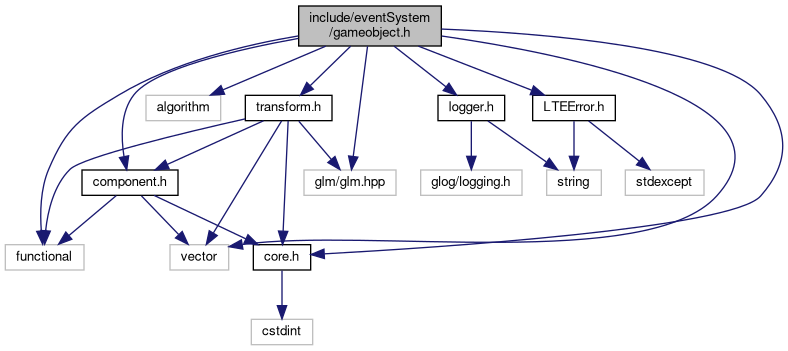 include/eventSystem
/gameobject.h
algorithm
transform.h
logger.h
LTEError.h
component.h
glm/glm.hpp
glog/logging.h
string
stdexcept
functional
vector
core.h
cstdint